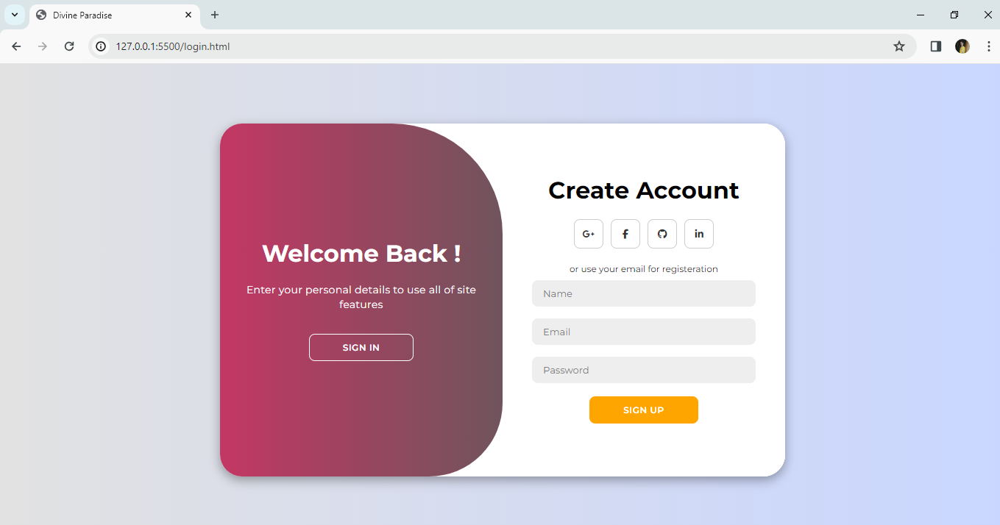 Divine Paradise
127.0.0.1:5500/login.html
Welcome Back !
Enter your personal details to use all of site
features
SIGN IN
Create Account
G+
f
in
or use your email for registeration
Name
Email
Password
SIGN UP